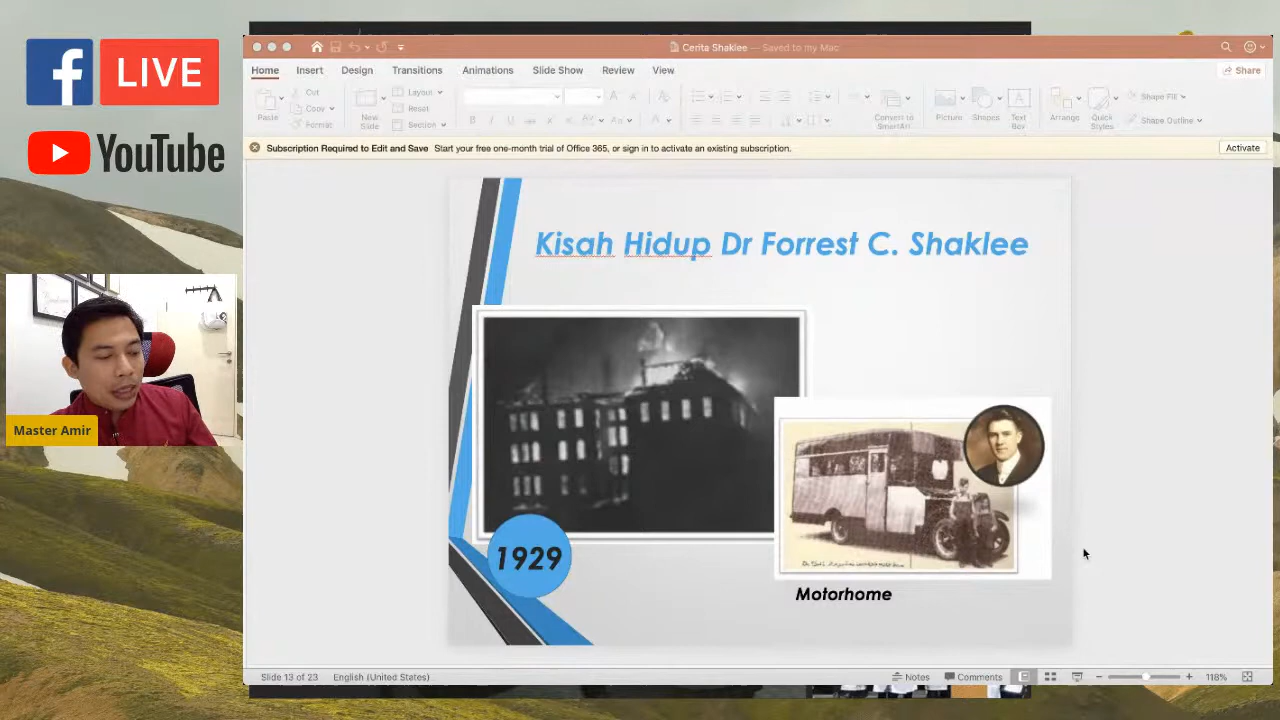 LIVE
YouTube
Master Amir
Cerita Shaklee — Saved to my Mac
Home Insert Design Transitions Animations Slide Show Review View
Share
Paste
Cut
Copy
Format
New Slide
Layout
Reset
Section
Convert to SmartArt
Picture
Shapes
Text Box
Arrange
Quick Styles
Shape Fill
Shape Outline
Subscription Required to Edit and Save Start your free one-month trial of Office 365, or sign in to activate an existing subscription.
Activate
Kisah Hidup Dr Forrest C. Shaklee
1929
Motorhome
Slide 13 of 23 English (United States)
Notes Comments 118%